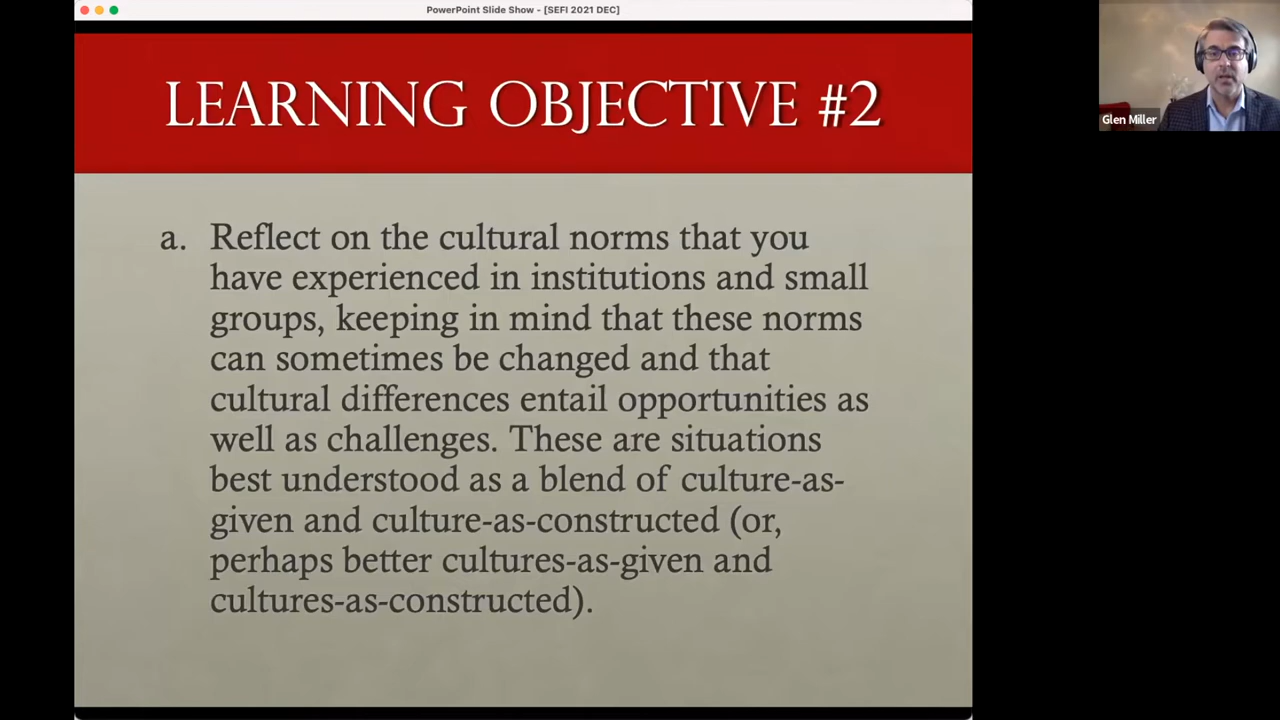 PowerPoint Slide Show - [SEFI 2021 DEC]
LEARNING OBJECTIVE #2
a. Reflect on the cultural norms that you
have experienced in institutions and small
groups, keeping in mind that these norms
can sometimes be changed and that
cultural differences entail opportunities as
well as challenges. These are situations
best understood as a blend of culture-as-
given and culture-as-constructed (or,
perhaps better cultures-as-given and
cultures-as-constructed).
Glen Miller